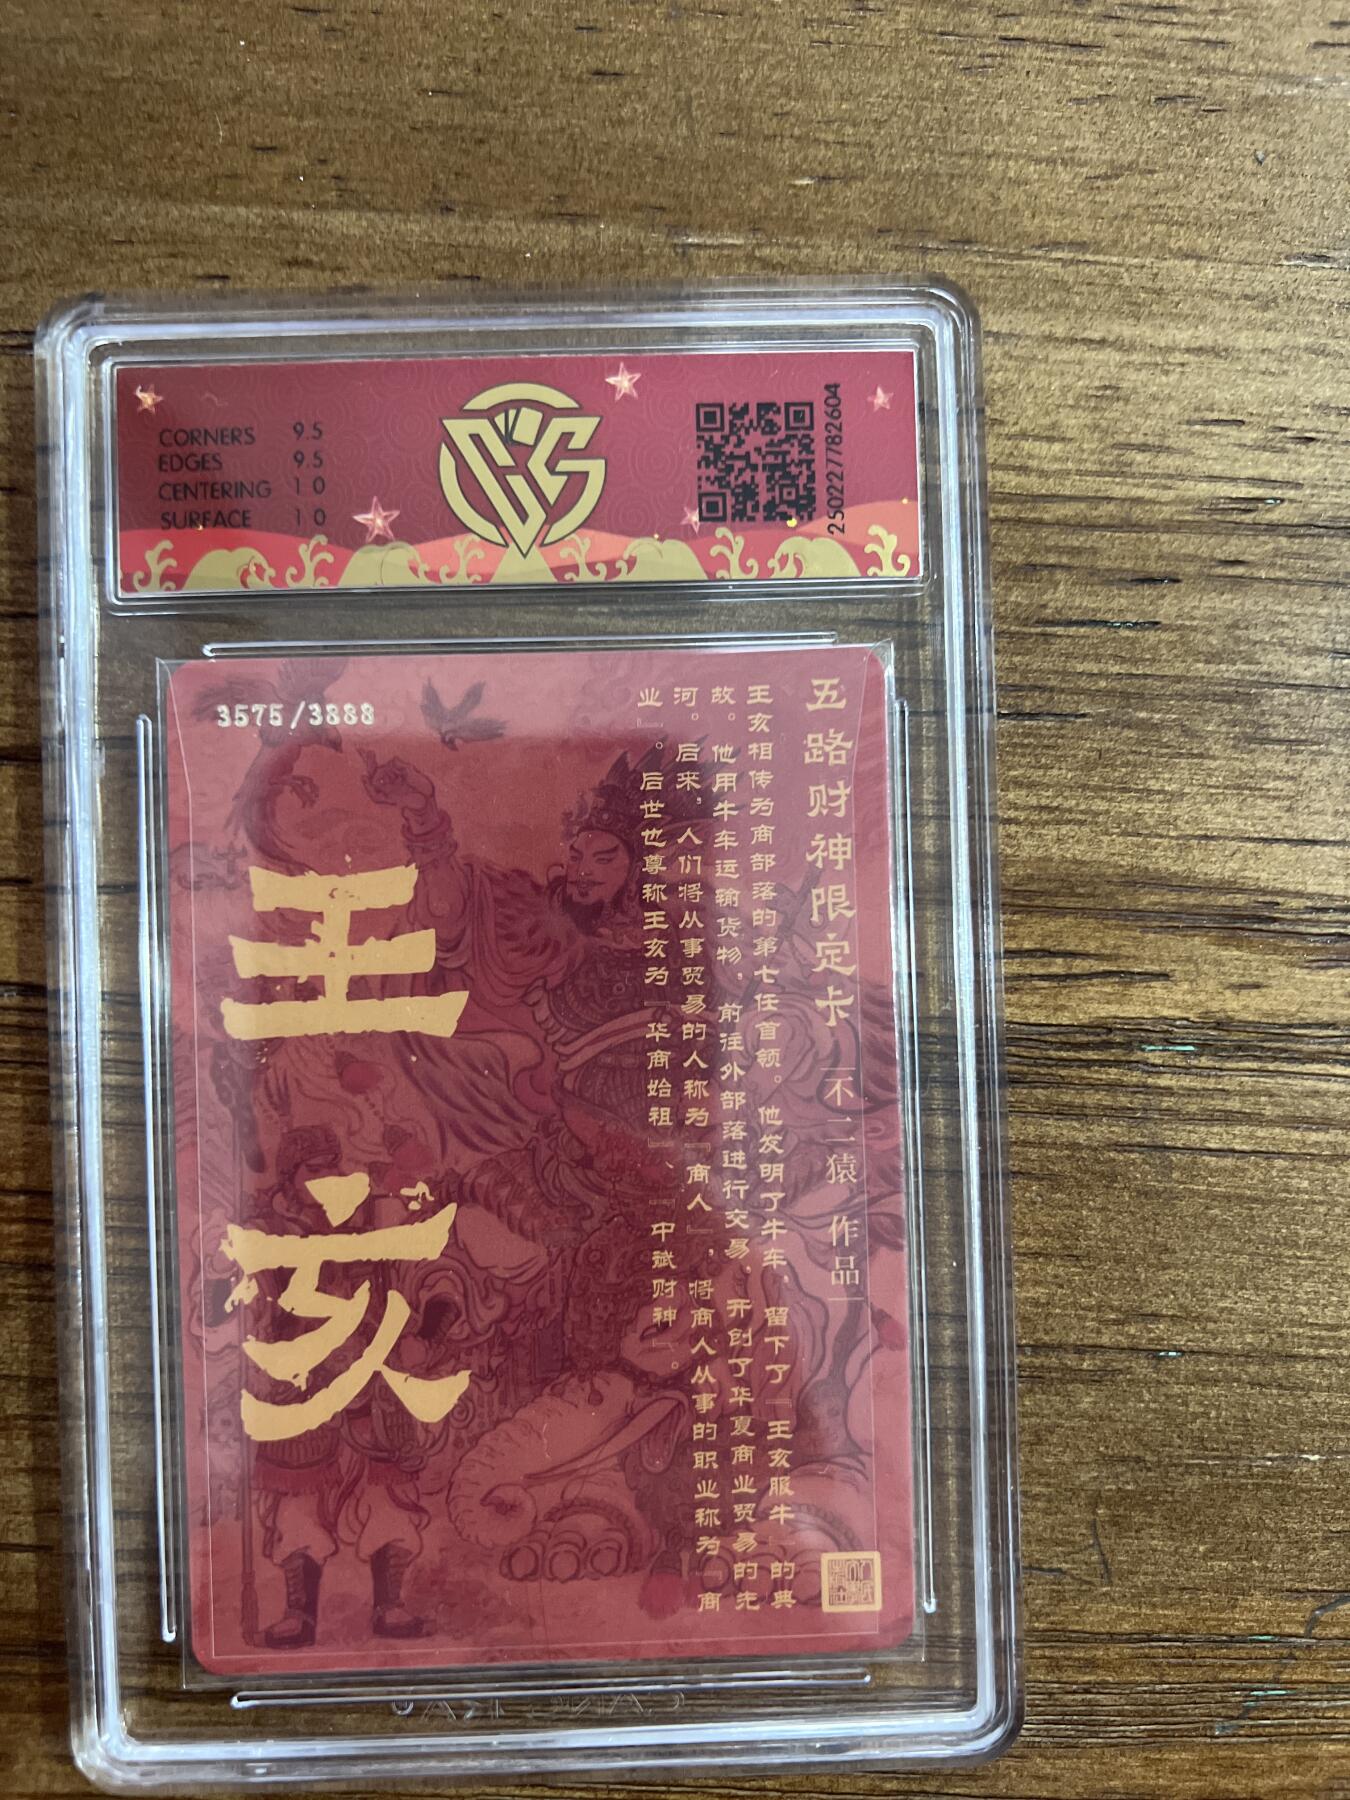 CORNERS 9.5
EDGES 9.5
CENTERING 10
SURFACE 10
250227782604
3575/3888
五路财神限定卡「不二猿 作品」
王亥相传为商部落的第七任首领。他发明了牛车，留下了『王亥服牛』的典
故。他用牛车运输货物，前往外部落进行交易，开创了华夏商业贸易的先
河。后来，人们将从事贸易的人称为『商人』，将商人从事的职业称为『商
业』。后世也尊称王亥为『华商始祖』、『中斌财神』。
王亥